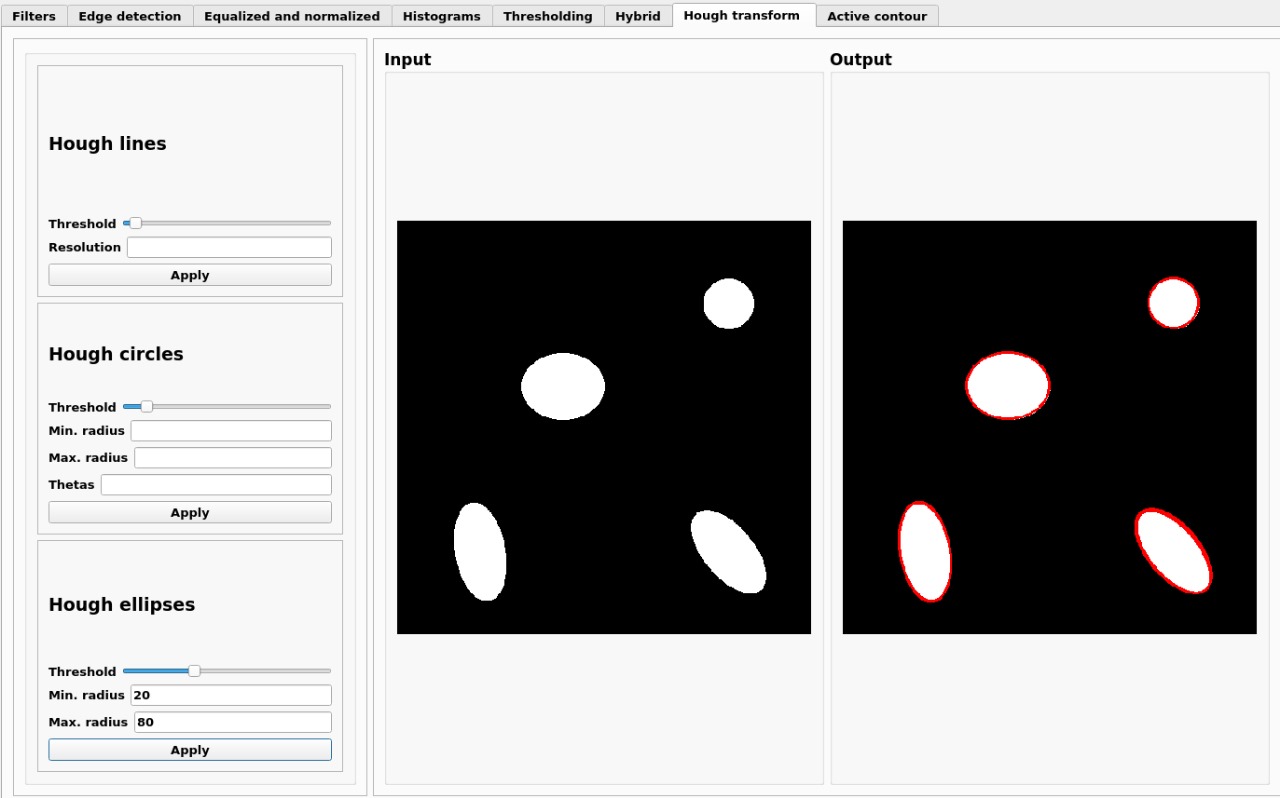 Filters Edge detection Equalized and normalized Histograms Thresholding Hybrid Hough transform Active contour
Hough lines
Threshold
Resolution
Apply
Hough circles
Threshold
Min. radius
Max. radius
Thetas
Apply
Hough ellipses
Threshold
Min. radius 20
Max. radius 80
Apply
Input
Output